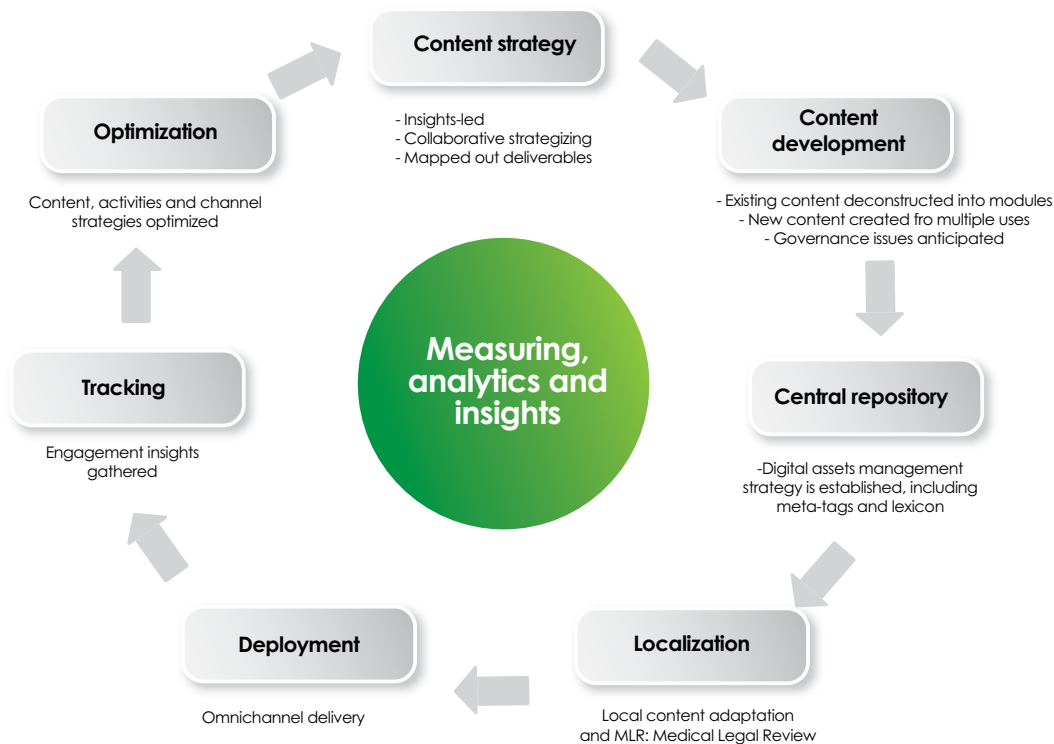 Content strategy
- Insights-led
- Collaborative strategizing
- Mapped out deliverables
Content
development
- Existing content deconstructed into modules
- New content created fro multiple uses
- Governance issues anticipated
Central repository
-Digital assets management
strategy is established, including
meta-tags and lexicon
Localization
Local content adaptation
and MLR: Medical Legal Review
Deployment
Omnichannel delivery
Tracking
Engagement insights
gathered
Optimization
Content, activities and channel
strategies optimized
Measuring,
analytics and
insights